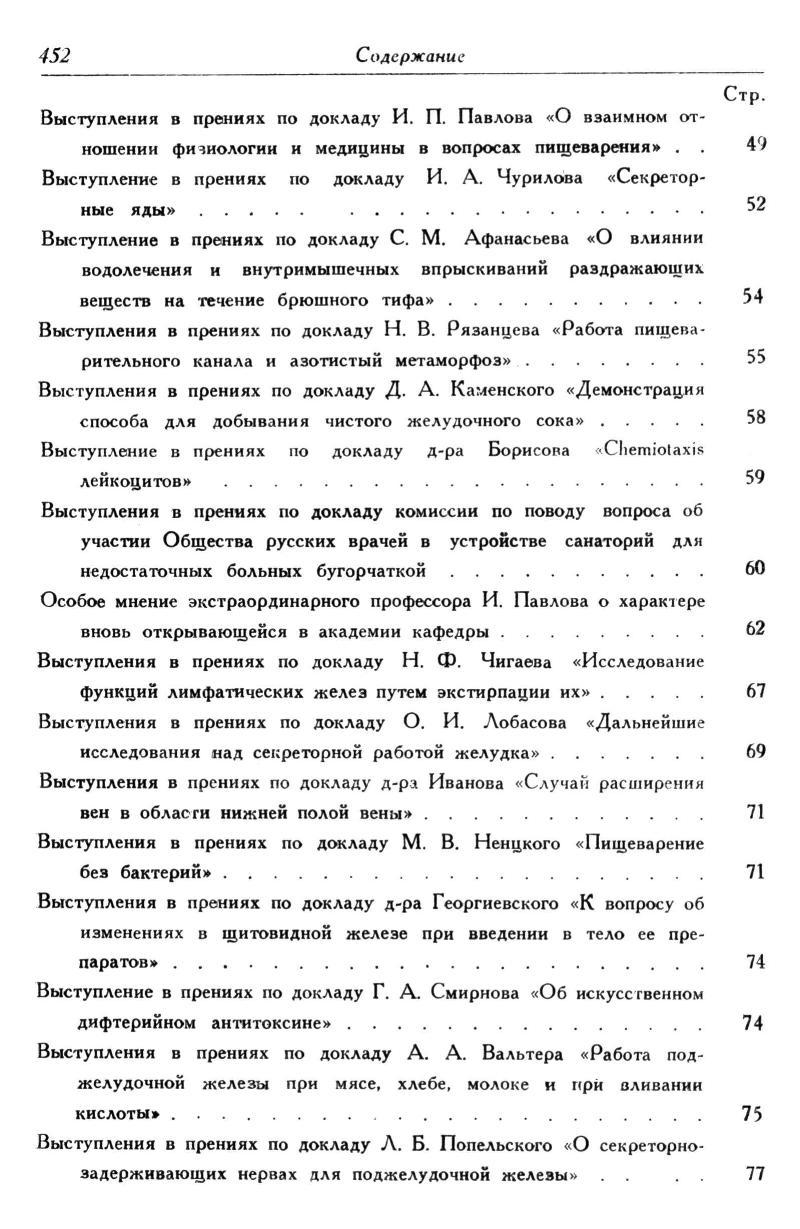 452 Содержание
Стр.
Выступления в прениях по докладу И. П. Павлова «О взаимном от-
ношении физиологии и медицины в вопросах пищеварения» . . 49
Выступление в прениях по докладу И. А. Чурилова «Секретор-
ные яды» . . . . . . . . . . . . . . . . . . . . . . 52
Выступление в прениях по докладу С. М. Афанасьева «О влиянии
водолечения и внутримышечных впрыскиваний раздражающих
веществ на течение брюшного тифа» . . . . . . . . . . . . 54
Выступления в прениях по докладу Н. В. Рязанцева «Работа пищева-
рительного канала и азотистый метаморфоз» . . . . . . . . . 55
Выступления в прениях по докладу Д. А. Каменского «Демонстрация
способа для добывания чистого желудочного сока» . . . . . 58
Выступление в прениях по докладу д-ра Борисова «Chemiotaxis
лейкоцитов» . . . . . . . . . . . . . . . . . . . . . . . 59
Выступления в прениях по докладу комиссии по поводу вопроса об
участии Общества русских врачей в устройстве санаторий для
недостаточных больных бугорчаткой . . . . . . . . . . . . 60
Особое мнение экстраординарного профессора И. Павлова о характере
вновь открывающейся в академии кафедры . . . . . . . . . . 62
Выступления в прениях по докладу Н. Ф. Чигаева «Исследование
функций лимфатических желез путем экстирпации их» . . . . . 67
Выступления в прениях по докладу О. И. Лобасова «Дальнейшие
исследования над секреторной работой желудка» . . . . . . . . 69
Выступления в прениях по докладу д-ра Иванова «Случай расширения
вен в области нижней полой вены» . . . . . . . . . . . . . . 71
Выступления в прениях по докладу М. В. Ненцкого «Пищеварение
без бактерий» . . . . . . . . . . . . . . . . . . . . . . . 71
Выступления в прениях по докладу д-ра Георгиевского «К вопросу об
изменениях в щитовидной железе при введении в тело ее пре-
паратов» . . . . . . . . . . . . . . . . . . . . . . . . . 74
Выступление в прениях по докладу Г. А. Смирнова «Об искусственном
дифтерийном антитоксине» . . . . . . . . . . . . . . . . . 74
Выступления в прениях по докладу А. А. Вальтера «Работа под-
желудочной железы при мясе, хлебе, молоке и при вливании
кислоты» . . . . . . . . . . . . . . . . . . . . . . . . . 75
Выступления в прениях по докладу Л. Б. Попельского «О секреторно-
задерживающих нервах для поджелудочной железы» . . . . 77